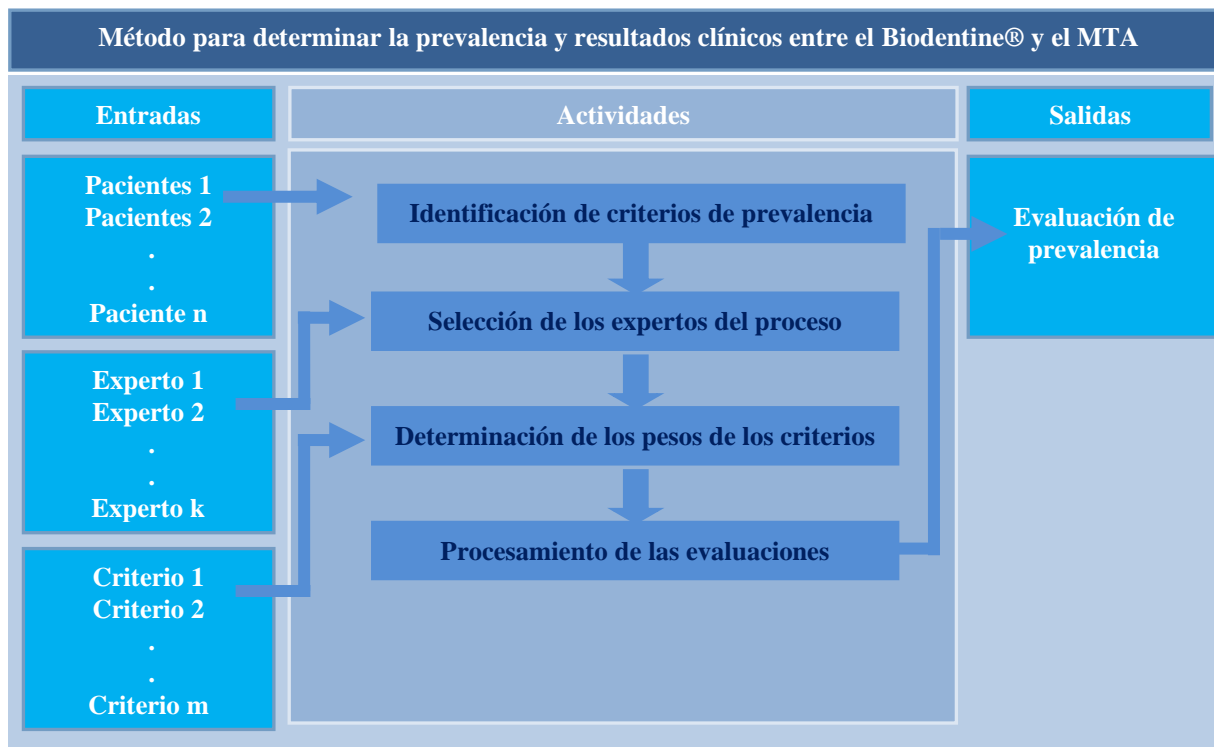 Método para determinar la prevalencia y resultados clínicos entre el Biodentine® y el MTA
Entradas
Actividades
Salidas
Pacientes 1
Pacientes 2
.
.
Paciente n
Experto 1
Experto 2
.
.
Experto k
Criterio 1
Criterio 2
.
.
Criterio m
Identificación de criterios de prevalencia
Selección de los expertos del proceso
Determinación de los pesos de los criterios
Procesamiento de las evaluaciones
Evaluación de
prevalencia